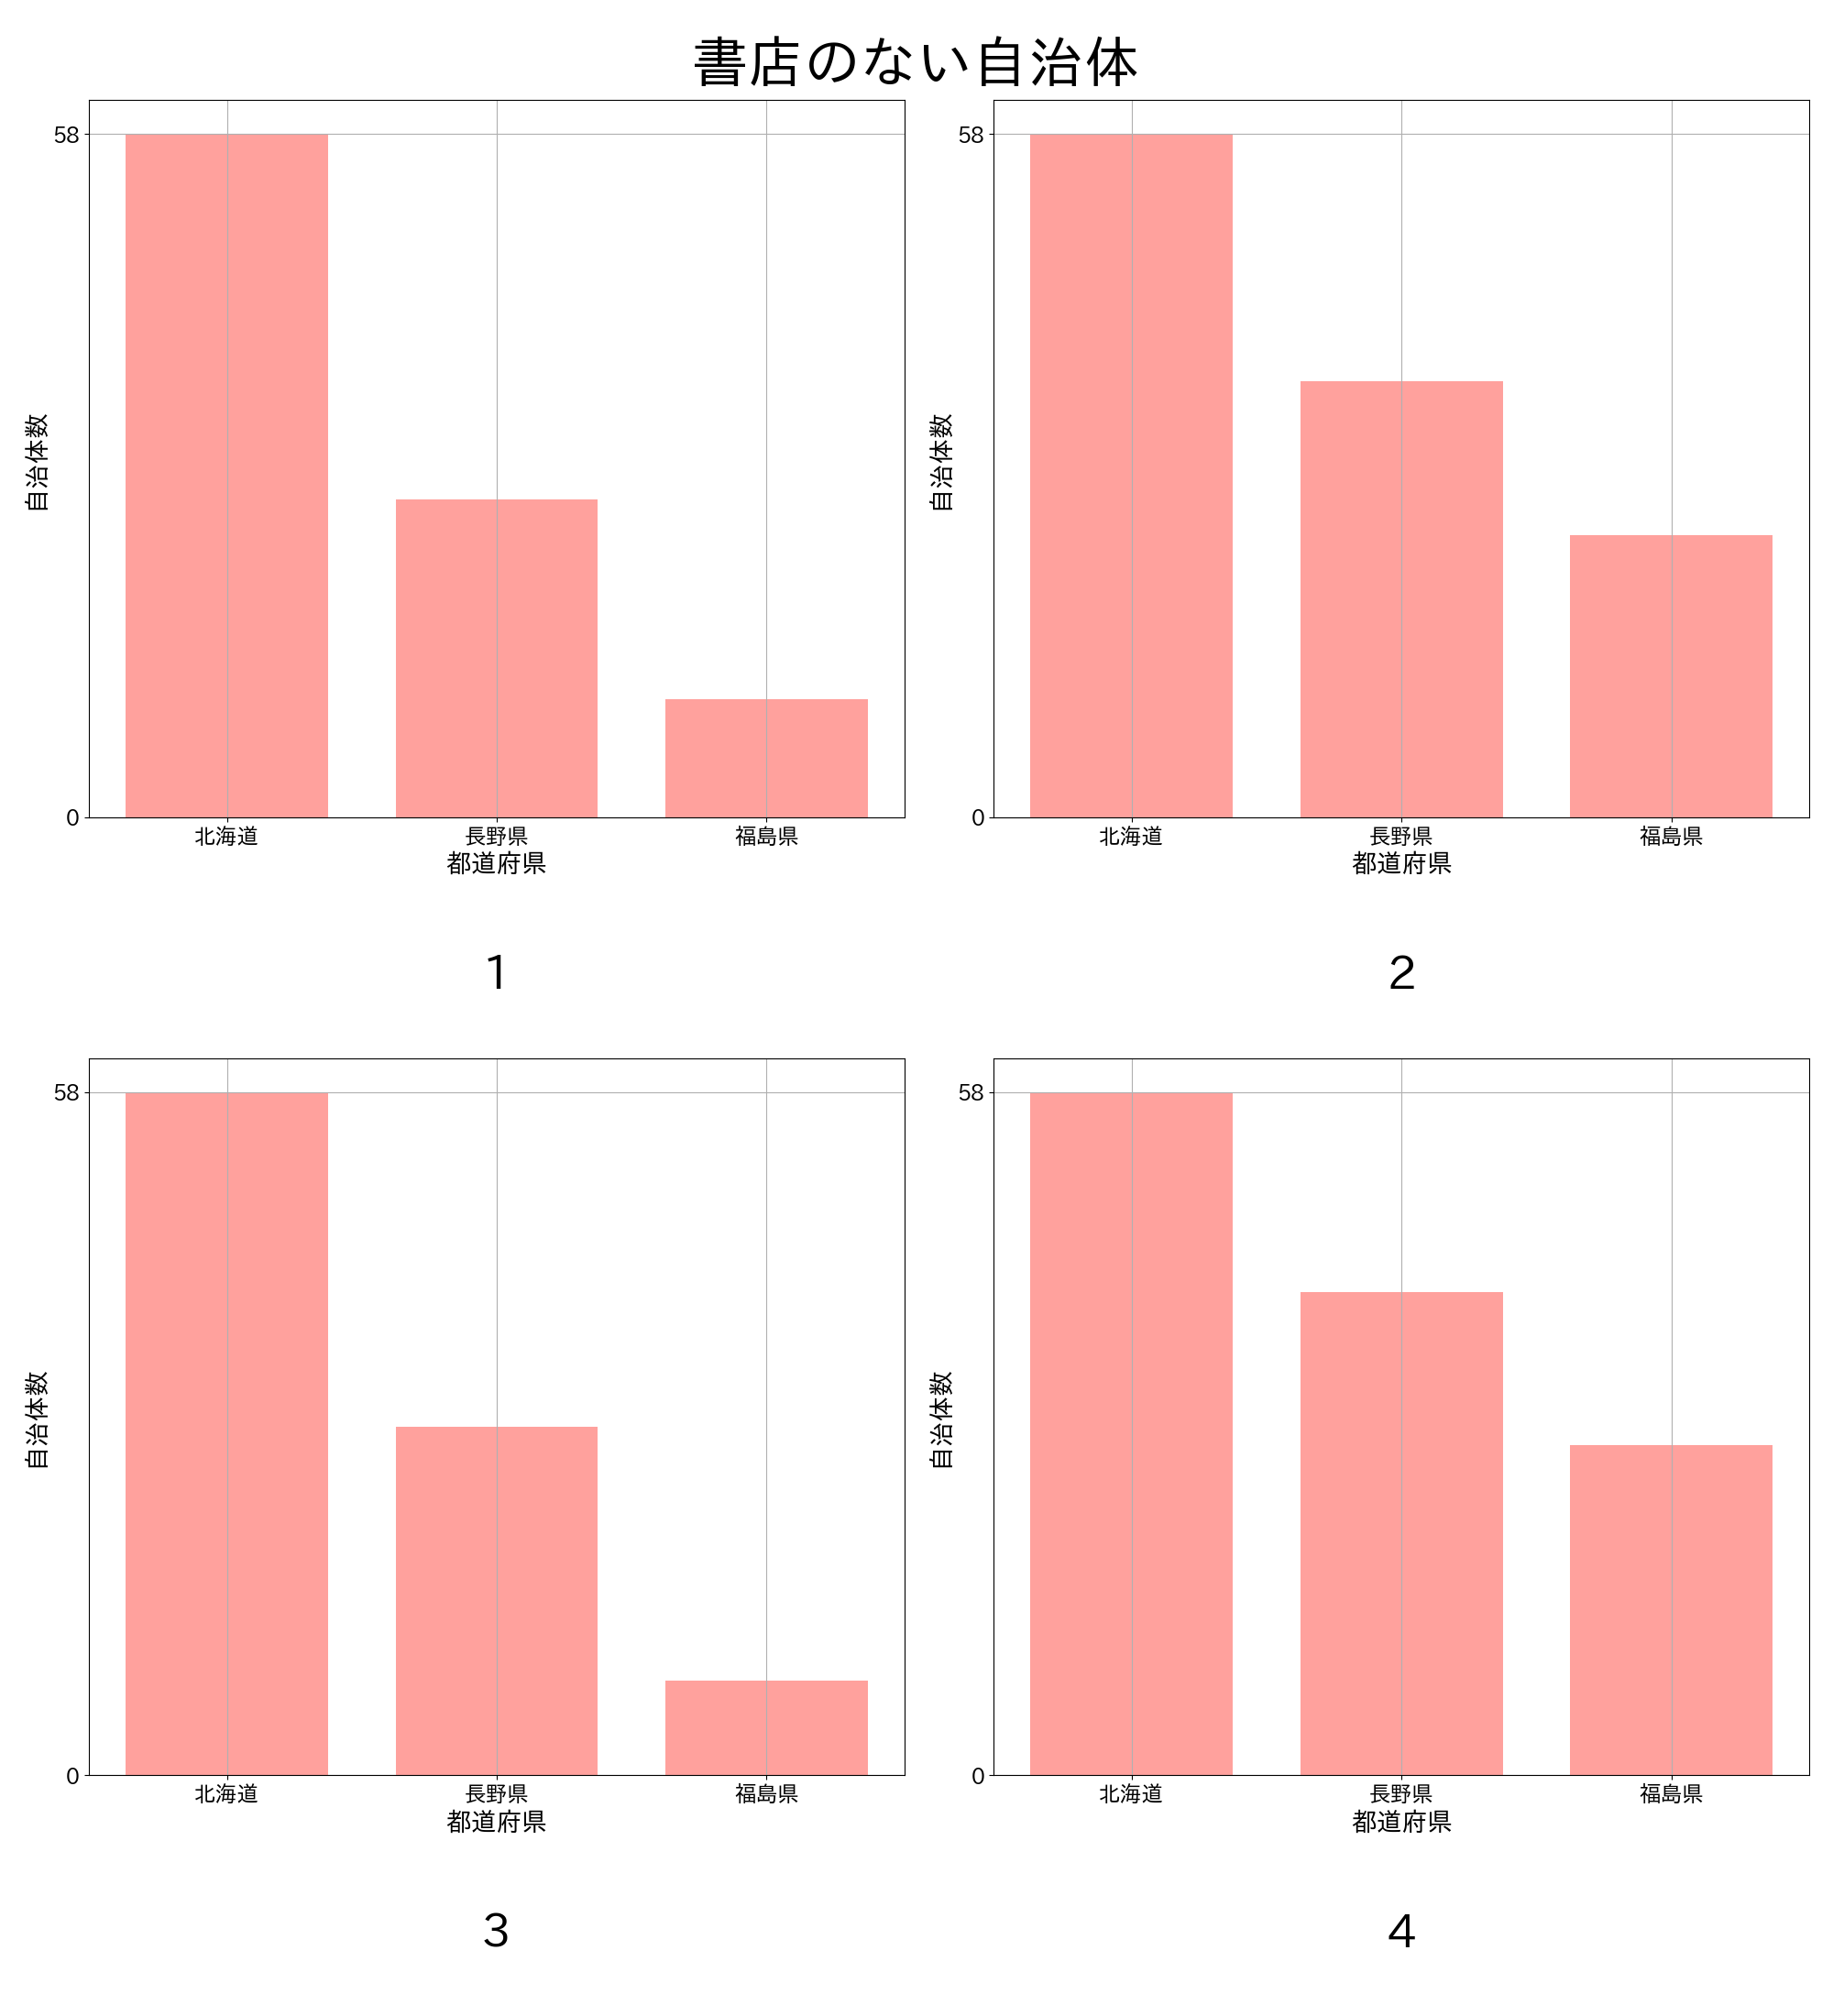 書店のない自治体
58
0
自治体数
北海道 長野県 福島県
都道府県
1
58
0
自治体数
北海道 長野県 福島県
都道府県
2
58
0
自治体数
北海道 長野県 福島県
都道府県
3
58
0
自治体数
北海道 長野県 福島県
都道府県
4